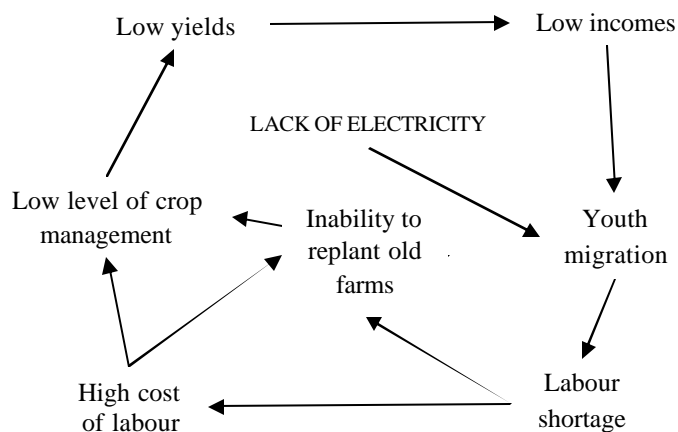 Low yields
Low incomes
LACK OF ELECTRICITY
Low level of crop
management
Inability to
replant old
farms
Youth
migration
High cost
of labour
Labour
shortage